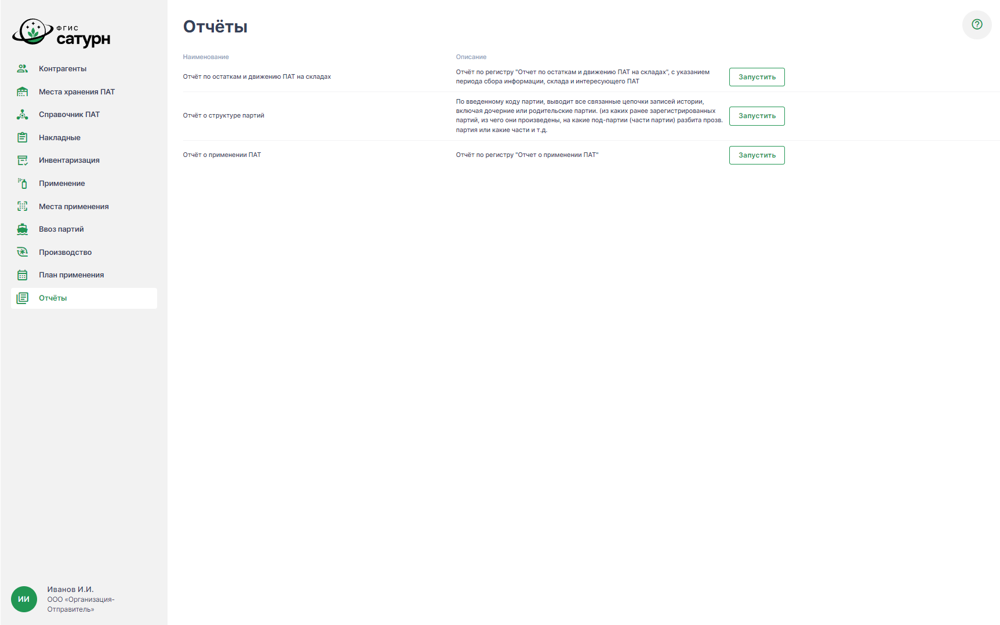 ФГИС
сатурн
Контрагенты
Места хранения ПАТ
Справочник ПАТ
Накладные
Инвентаризация
Применение
Места применения
Ввоз партий
Производство
План применения
Отчёты
ИИ
Иванов И.И.
ООО «Организация-
Отправитель»
Отчёты
Наименование
Описание
Отчёт по остаткам и движению ПАТ на складах
Отчёт по регистру "Отчет по остаткам и движению ПАТ на складах", с указанием
периода сбора информации, склада и интересующего ПАТ
Запустить
Отчёт о структуре партий
По введенному коду партии, выводит все связанные цепочки записей истории,
включая дочерние или родительские партии. (из каких ранее зарегистрированных
партий, из чего они произведены, на какие под-партии (части партии) разбита прозв.
партия или какие части и т.д.
Запустить
Отчёт о применении ПАТ
Отчёт по регистру "Отчет о применении ПАТ"
Запустить